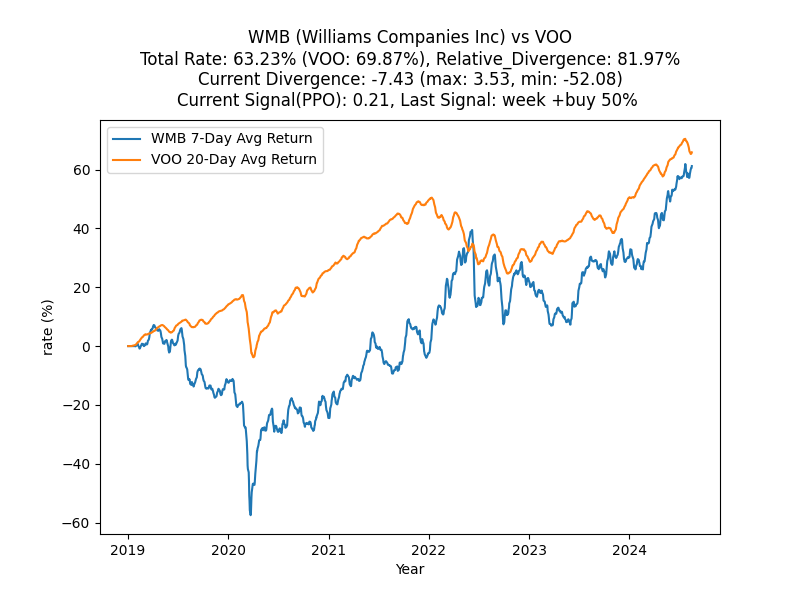 WMB (Williams Companies Inc) vs VOO
Total Rate: 63.23% (VOO: 69.87%), Relative_Divergence: 81.97%
Current Divergence: -7.43 (max: 3.53, min: -52.08)
Current Signal(PPO): 0.21, Last Signal: week +buy 50%
WMB 7-Day Avg Return
VOO 20-Day Avg Return
rate (%)
60
40
20
0
−20
−40
−60
2019 2020 2021 2022 2023 2024
Year